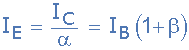 I_E = I_C / α = I_B (1+β)